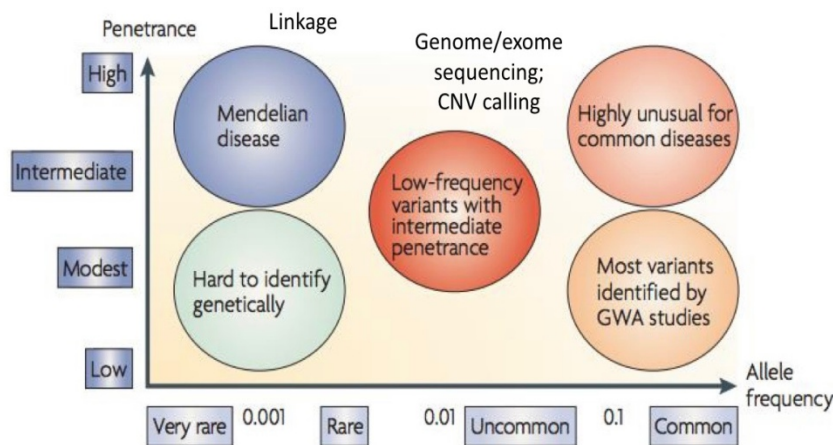 Penetrance
Linkage
Genome/exome
sequencing;
CNV calling
High
Intermediate
Modest
Low
Mendelian
disease
Highly unusual for
common diseases
Low-frequency
variants with
intermediate
penetrance
Hard to identify
genetically
Most variants
identified by
GWA studies
Allele
frequency
Very rare
0.001
Rare
0.01
Uncommon
0.1
Common